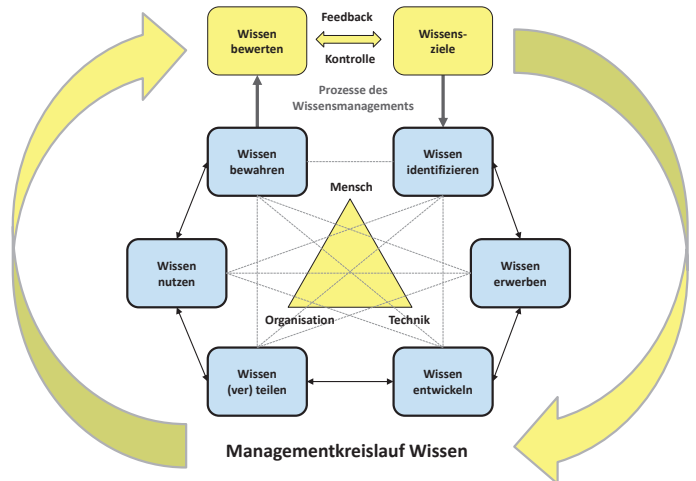 Wissen
bewerten
Feedback
Kontrolle
Wissens-
ziele
Prozesse des
Wissensmanagements
Wissen
bewahren
Wissen
identifizieren
Mensch
Wissen
nutzen
Wissen
erwerben
Organisation
Technik
Wissen
(ver) teilen
Wissen
entwickeln
Managementkreislauf Wissen